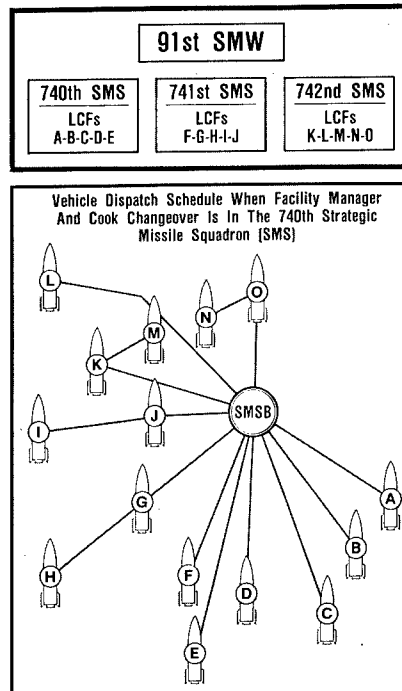 91st SMW
740th SMS
LCFs
A-B-C-D-E
741st SMS
LCFs
F-G-H-I-J
742nd SMS
LCFs
K-L-M-N-O
Vehicle Dispatch Schedule When Facility Manager
And Cook Changeover Is In The 740th Strategic
Missile Squadron (SMS)
L
O
N
M
K
SMSB
J
I
A
G
B
H
F
D
C
E